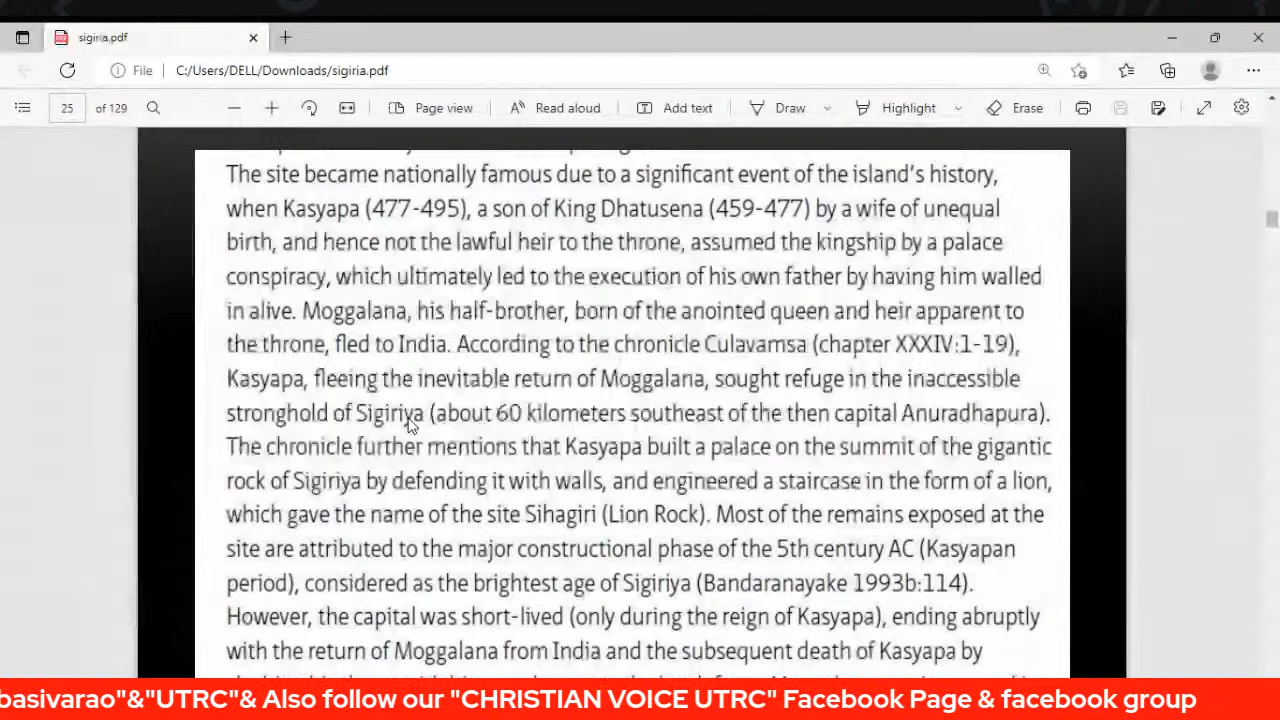 sigiria.pdf
File
C:/Users/DELL/Downloads/sigiria.pdf
25 of 129
Page view
Read aloud
Add text
Draw
Highlight
Erase
The site became nationally famous due to a significant event of the island's history,
when Kasyapa (477-495), a son of King Dhatusena (459-477) by a wife of unequal
birth, and hence not the lawful heir to the throne, assumed the kingship by a palace
conspiracy, which ultimately led to the execution of his own father by having him walled
in alive. Moggalana, his half-brother, born of the anointed queen and heir apparent to
the throne, fled to India. According to the chronicle Culavamsa (chapter XXXIV:1-19),
Kasyapa, fleeing the inevitable return of Moggalana, sought refuge in the inaccessible
stronghold of Sigiriya (about 60 kilometers southeast of the then capital Anuradhapura).
The chronicle further mentions that Kasyapa built a palace on the summit of the gigantic
rock of Sigiriya by defending it with walls, and engineered a staircase in the form of a lion,
which gave the name of the site Sihagiri (Lion Rock). Most of the remains exposed at the
site are attributed to the major constructional phase of the 5th century AC (Kasyapan
period), considered as the brightest age of Sigiriya (Bandaranayake 1993b:114).
However, the capital was short-lived (only during the reign of Kasyapa), ending abruptly
with the return of Moggalana from India and the subsequent death of Kasyapa by
basivarao"&"UTRC"& Also follow our "CHRISTIAN VOICE UTRC" Facebook Page & facebook group